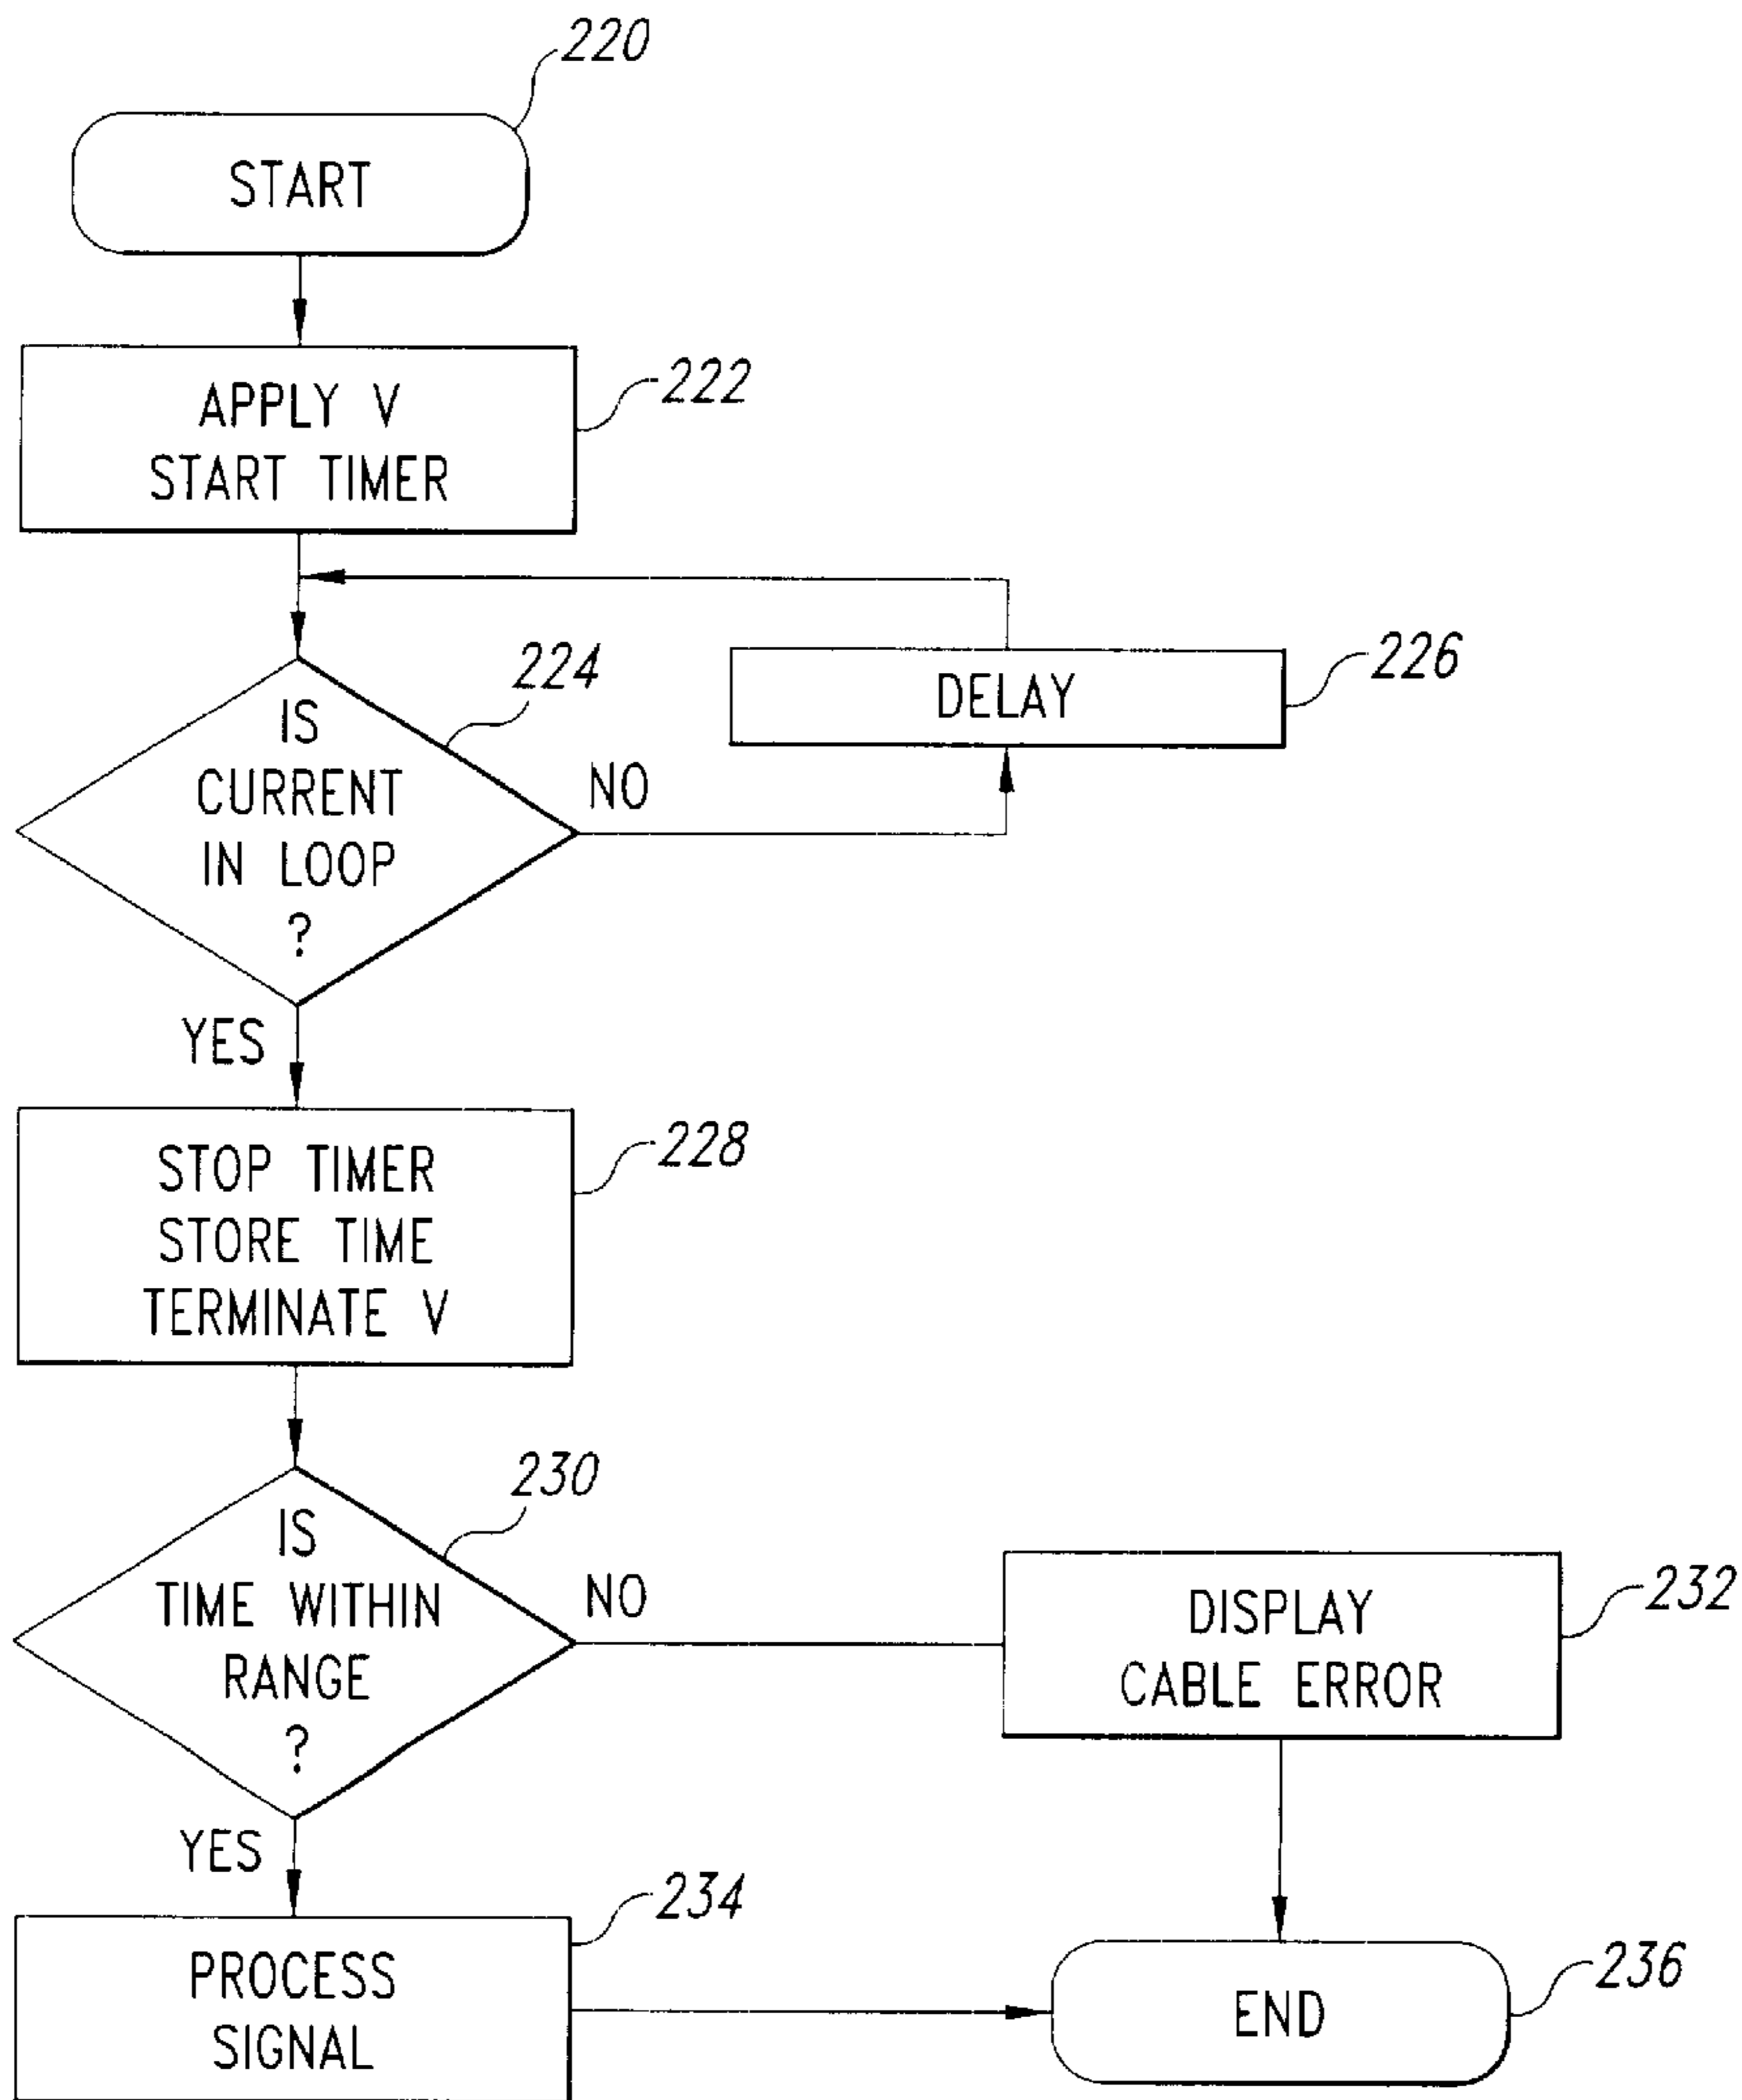 220
START
222
APPLY V
START TIMER
224
226
IS
CURRENT
IN LOOP
?
DELAY
NO
YES
228
STOP TIMER
STORE TIME
TERMINATE V
230
IS
TIME WITHIN
RANGE
?
NO
232
DISPLAY
CABLE ERROR
YES
234
PROCESS
SIGNAL
236
END